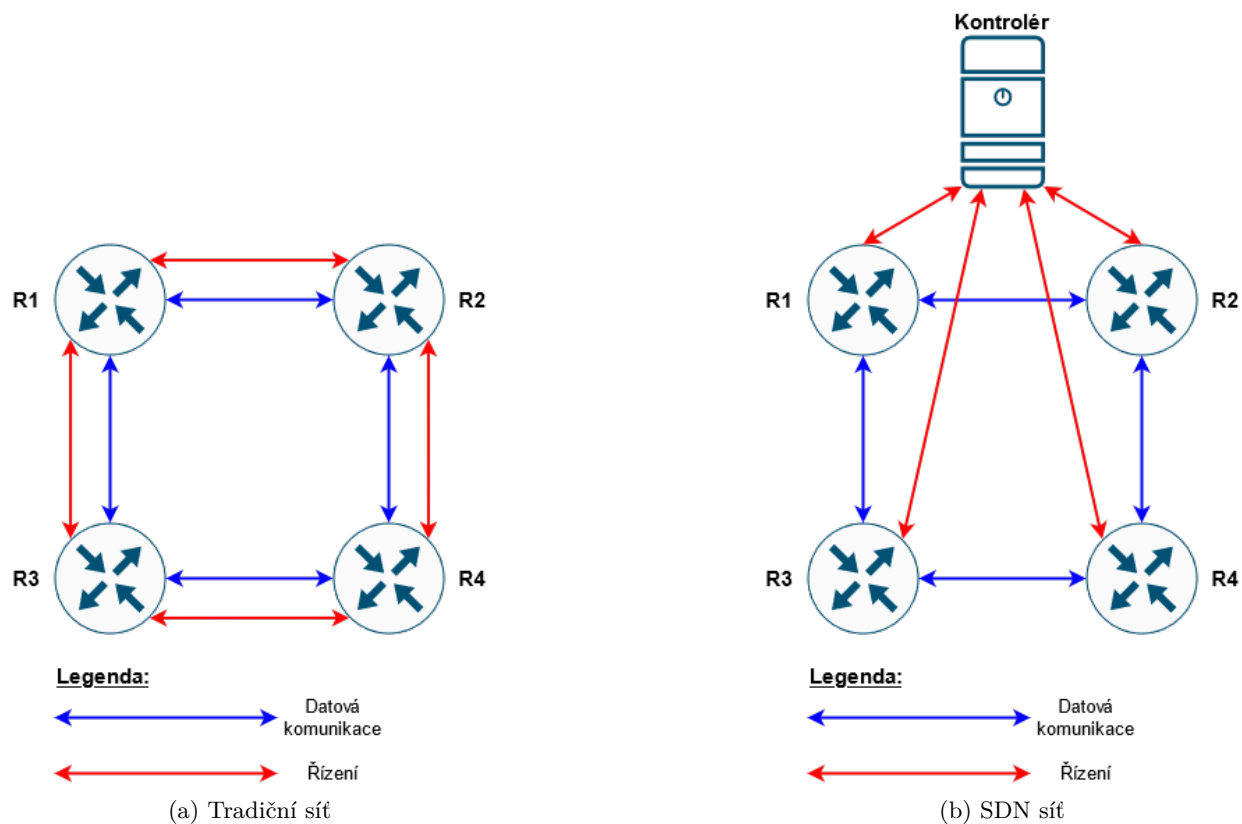 Kontrolér
R1
R2
R3
R4
Legenda:
Datová
komunikace
Řízení
(a) Tradiční síť
R1
R2
R3
R4
Legenda:
Datová
komunikace
Řízení
(b) SDN síť